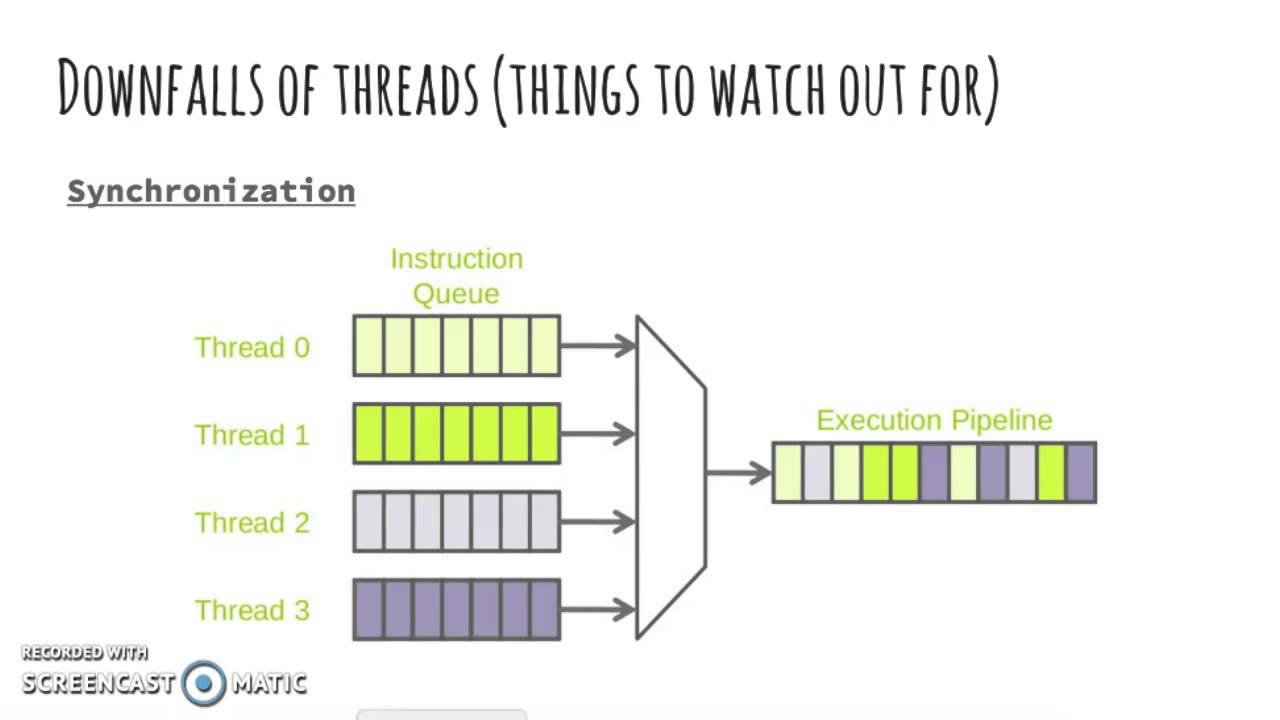 DOWNFALLS OF THREADS (THINGS TO WATCH OUT FOR)
Synchronization
Instruction
Queue
Thread 0
Thread 1
Execution Pipeline
Thread 2
Thread 3
RECORDED WITH
SCREENCAST MATIC